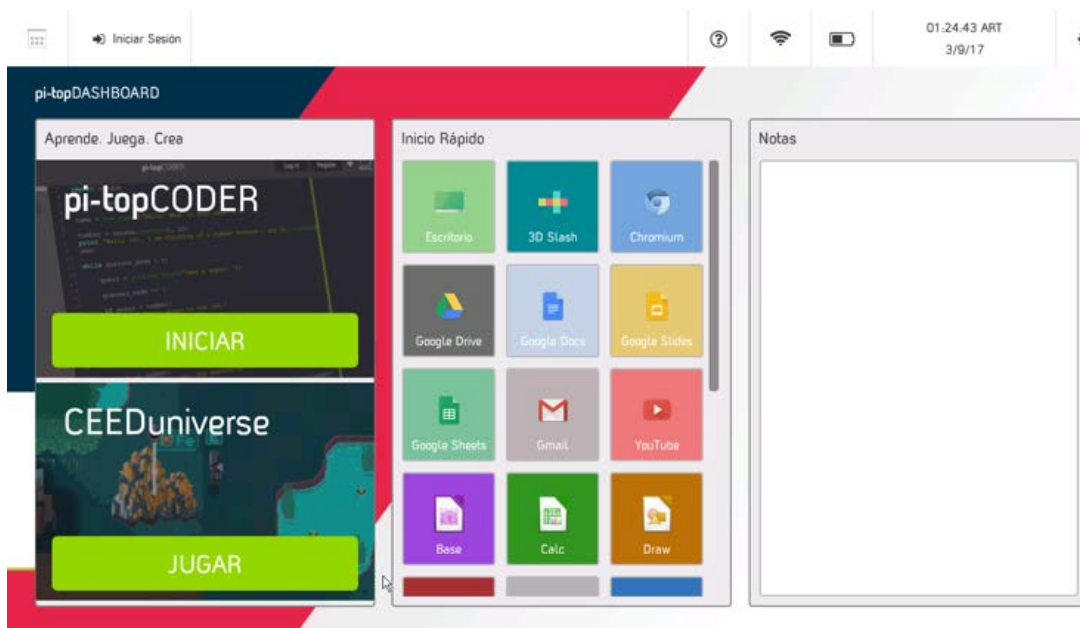 Iniciar Sesión
01:24:43 ART
3/9/17
pi-topDASHBOARD
Aprende. Juega. Crea
pi-topCODER
INICIAR
CEEDuniverse
JUGAR
Inicio Rápido
Escritorio
3D Slash
Chromium
Google Drive
Google Docs
Google Slides
Google Sheets
Gmail
YouTube
Base
Calc
Draw
Notas